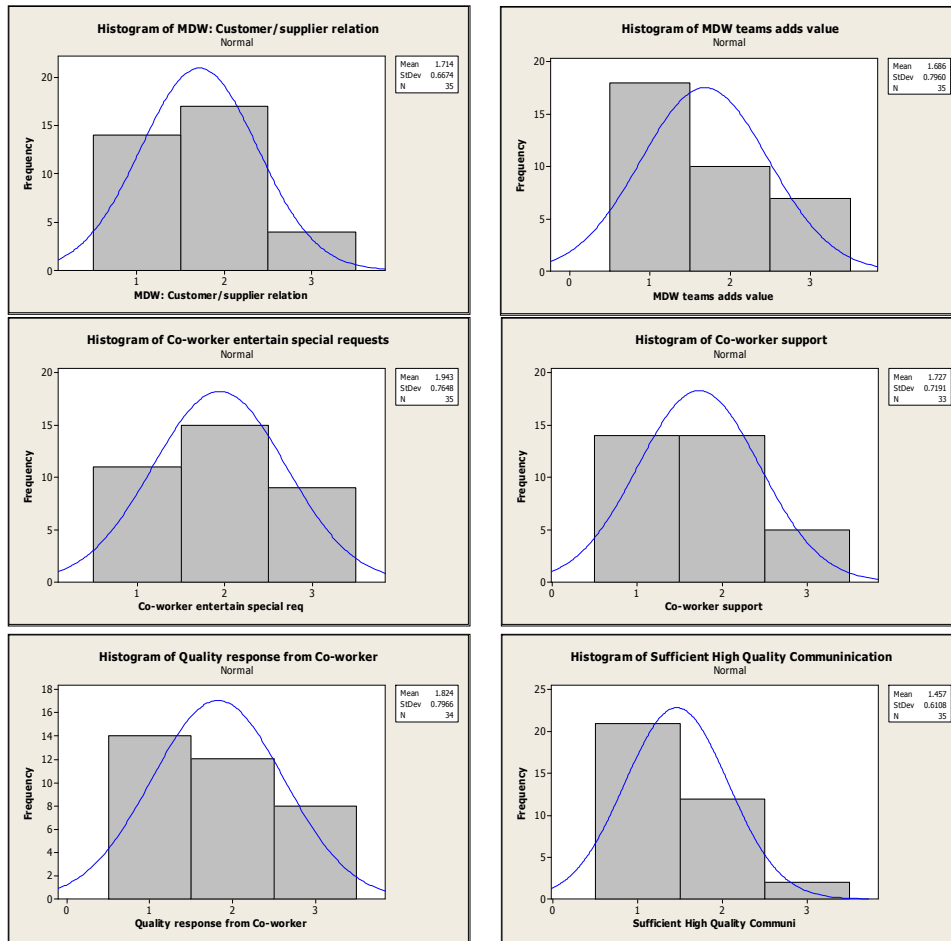 Histogram of MDW: Customer/supplier relation
Normal
Mean 1.714
StDev 0.6674
N 35
Frequency
20
15
10
5
0
1 2 3
MDW: Customer/supplier relation
Histogram of MDW teams adds value
Normal
Mean 1.686
StDev 0.7960
N 35
Frequency
20
15
10
5
0
0 1 2 3
MDW teams adds value
Histogram of Co-worker entertain special requests
Normal
Mean 1.943
StDev 0.7648
N 35
Frequency
20
15
10
5
0
1 2 3
Co-worker entertain special req
Histogram of Co-worker support
Normal
Mean 1.727
StDev 0.7191
N 33
Frequency
20
15
10
5
0
0 1 2 3
Co-worker support
Histogram of Quality response from Co-worker
Normal
Mean 1.824
StDev 0.7966
N 34
Frequency
18
16
14
12
10
8
6
4
2
0
0 1 2 3
Quality response from Co-worker
Histogram of Sufficient High Quality Communinication
Normal
Mean 1.457
StDev 0.6108
N 35
Frequency
25
20
15
10
5
0
0 1 2 3
Sufficient High Quality Communi